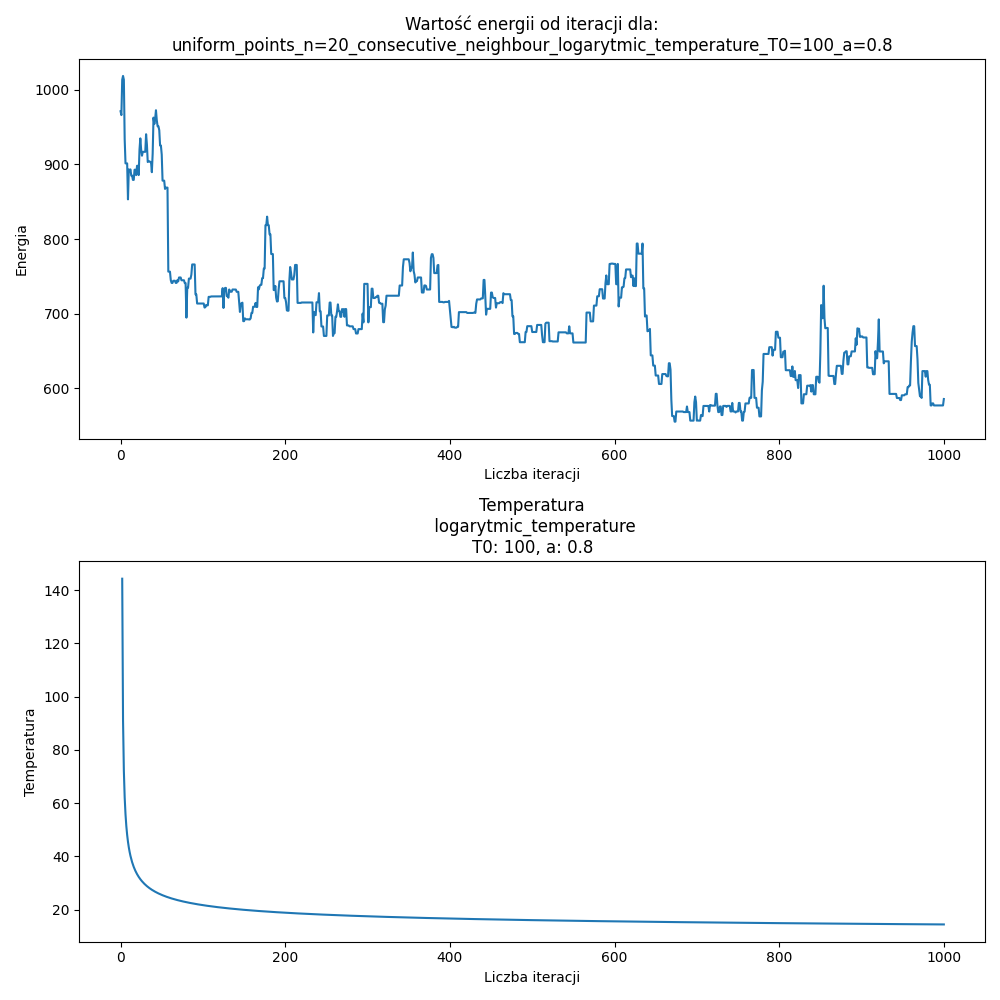 Wartość energii od iteracji dla:
uniform_points_n=20_consecutive_neighbour_logarytmic_temperature_T0=100_a=0.8
1000
900
800
700
600
Energia
0 200 400 600 800 1000
Liczba iteracji
Temperatura
logarytmic_temperature
T0: 100, a: 0.8
140
120
100
80
60
40
20
Temperatura
0 200 400 600 800 1000
Liczba iteracji